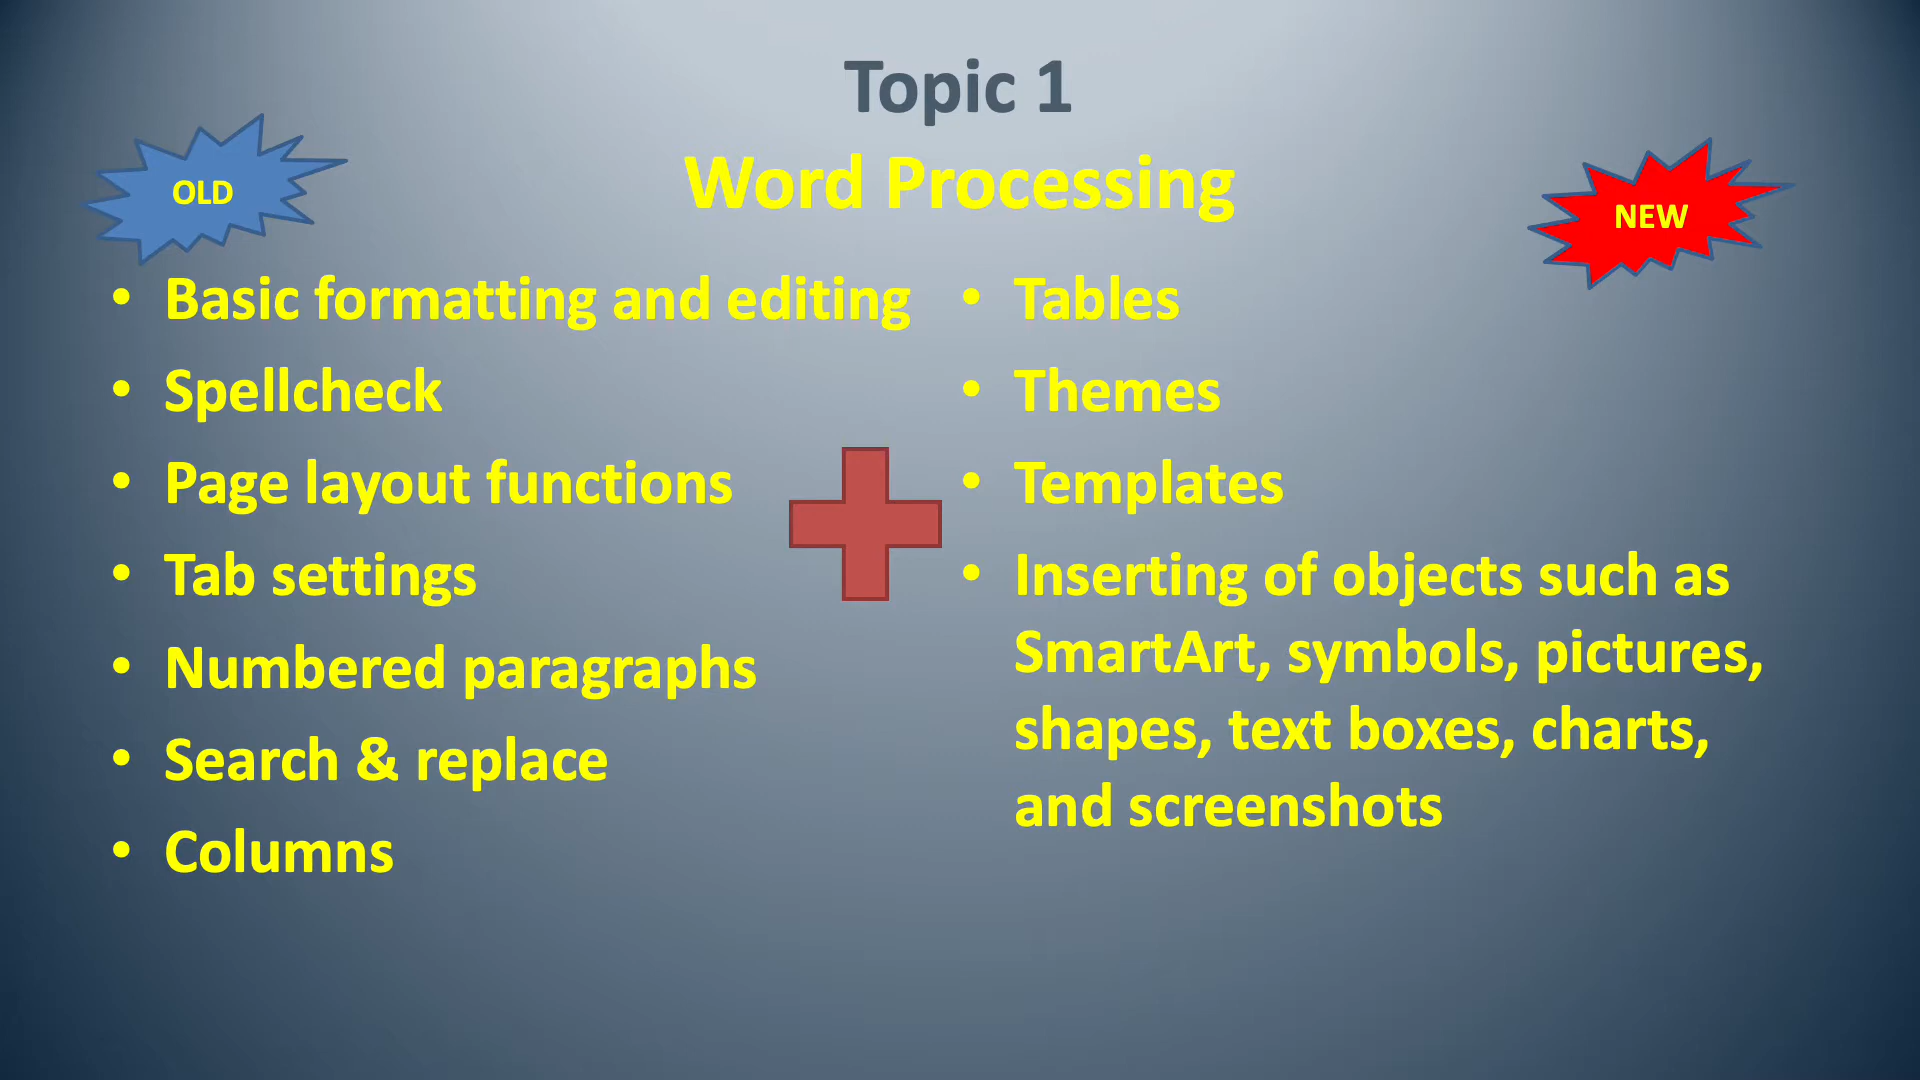 Topic 1
Word Processing
OLD
• Basic formatting and editing
• Spellcheck
• Page layout functions
• Tab settings
• Numbered paragraphs
• Search & replace
• Columns
NEW
• Tables
• Themes
• Templates
• Inserting of objects such as
SmartArt, symbols, pictures,
shapes, text boxes, charts,
and screenshots